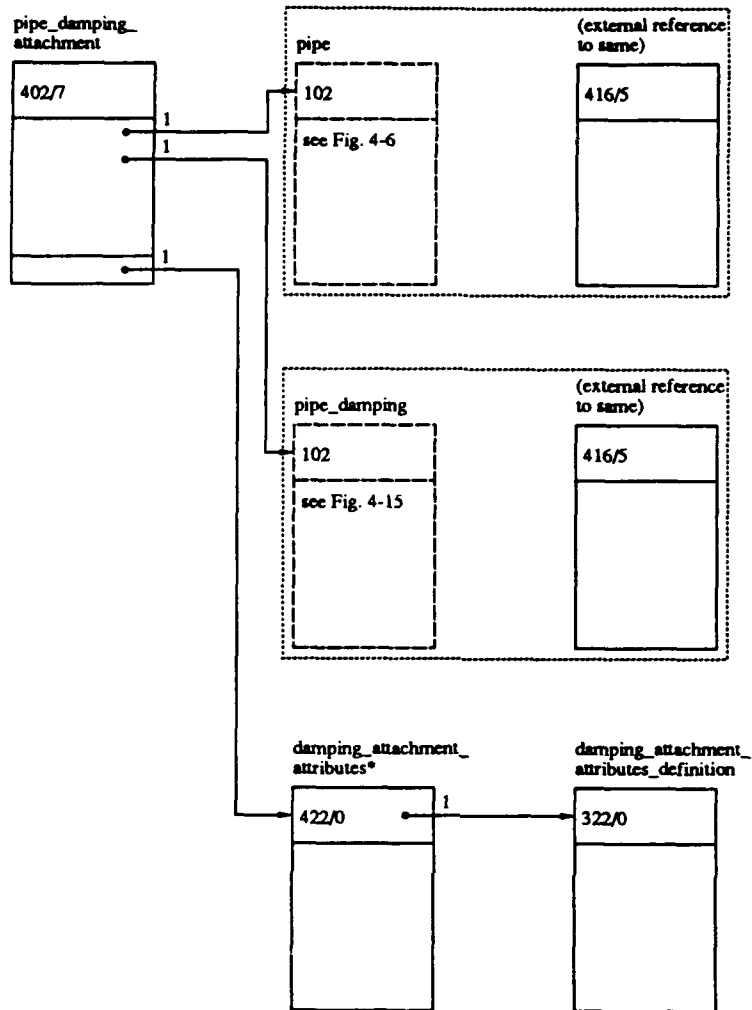 pipe_damping_
attachment
402/7
1
1
1
pipe
102
see Fig. 4-6
(external reference
to same)
416/5
pipe_damping
102
see Fig. 4-15
(external reference
to same)
416/5
damping_attachment_
attributes*
422/0
1
damping_attachment_
attributes_definition
322/0